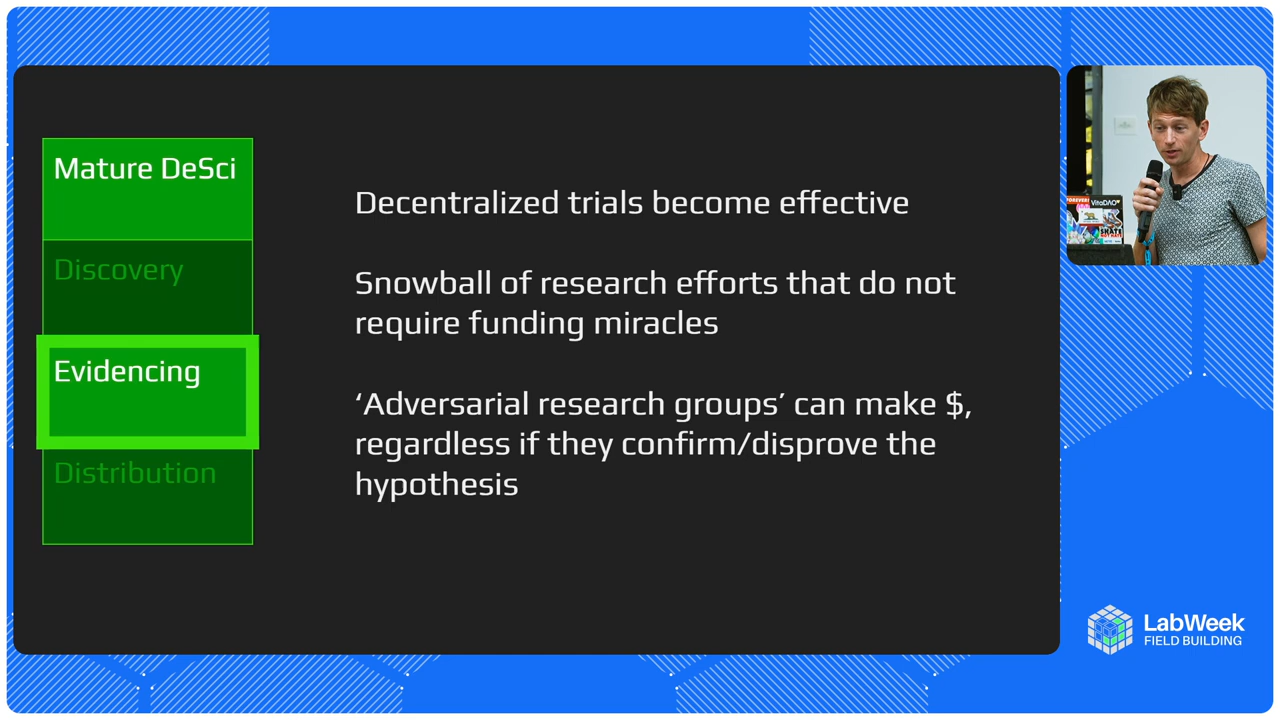 Mature DeSci
Discovery
Evidencing
Distribution
Decentralized trials become effective
Snowball of research efforts that do not
require funding miracles
‘Adversarial research groups’ can make $,
regardless if they confirm/disprove the
hypothesis
VitaDAO
LabWeek
FIELD BUILDING